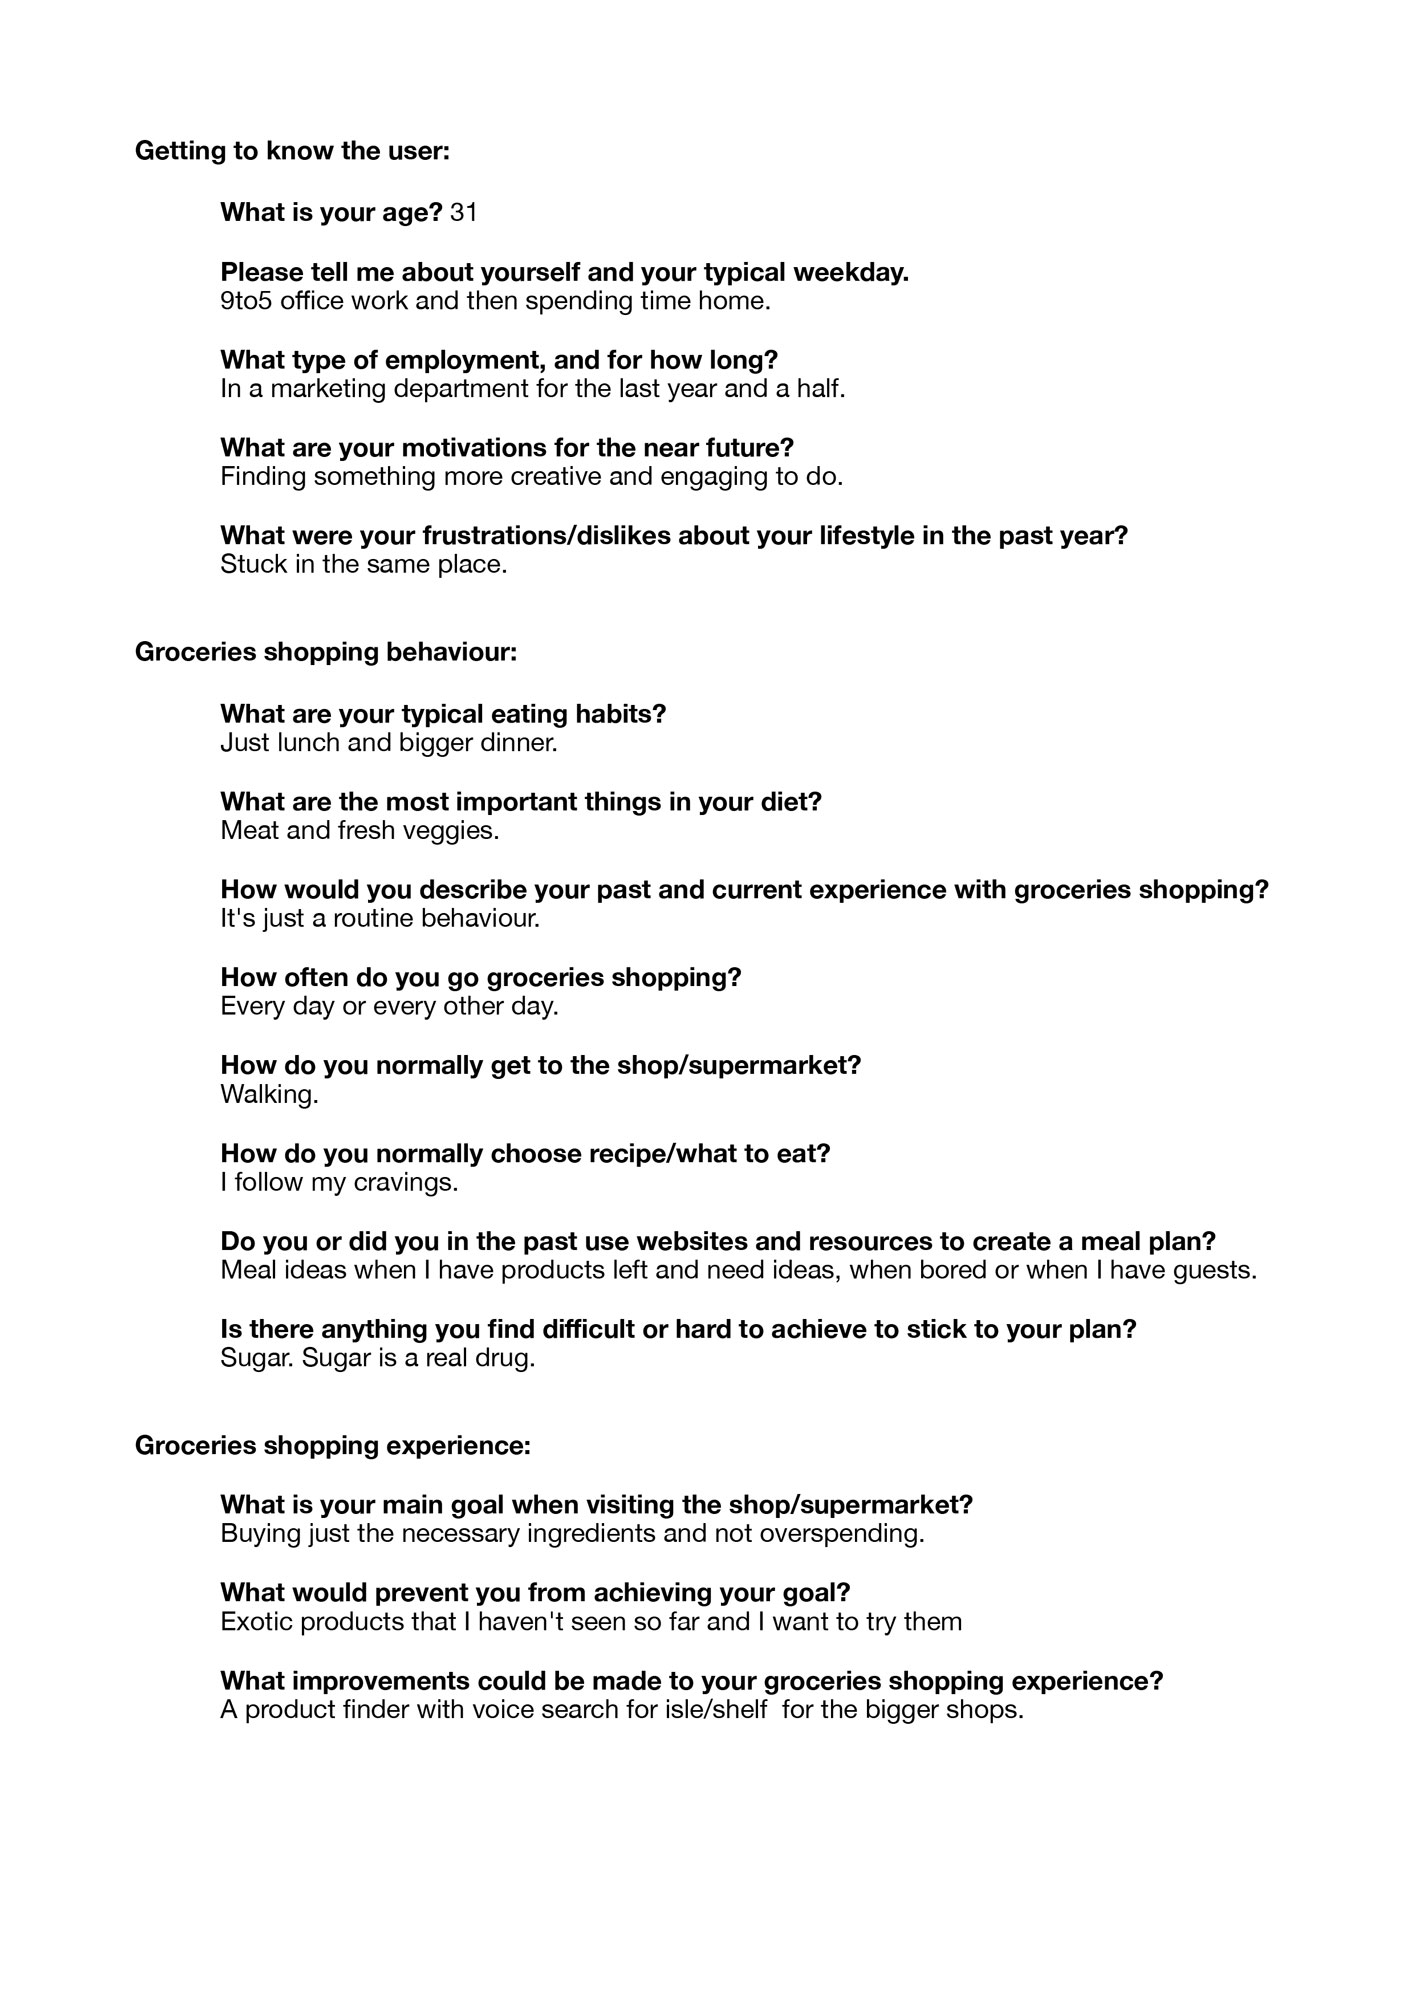 Getting to know the user:
What is your age? 31
Please tell me about yourself and your typical weekday.
9to5 office work and then spending time home.
What type of employment, and for how long?
In a marketing department for the last year and a half.
What are your motivations for the near future?
Finding something more creative and engaging to do.
What were your frustrations/dislikes about your lifestyle in the past year?
Stuck in the same place.
Groceries shopping behaviour:
What are your typical eating habits?
Just lunch and bigger dinner.
What are the most important things in your diet?
Meat and fresh veggies.
How would you describe your past and current experience with groceries shopping?
It's just a routine behaviour.
How often do you go groceries shopping?
Every day or every other day.
How do you normally get to the shop/supermarket?
Walking.
How do you normally choose recipe/what to eat?
I follow my cravings.
Do you or did you in the past use websites and resources to create a meal plan?
Meal ideas when I have products left and need ideas, when bored or when I have guests.
Is there anything you find difficult or hard to achieve to stick to your plan?
Sugar. Sugar is a real drug.
Groceries shopping experience:
What is your main goal when visiting the shop/supermarket?
Buying just the necessary ingredients and not overspending.
What would prevent you from achieving your goal?
Exotic products that I haven't seen so far and I want to try them
What improvements could be made to your groceries shopping experience?
A product finder with voice search for isle/shelf  for the bigger shops.